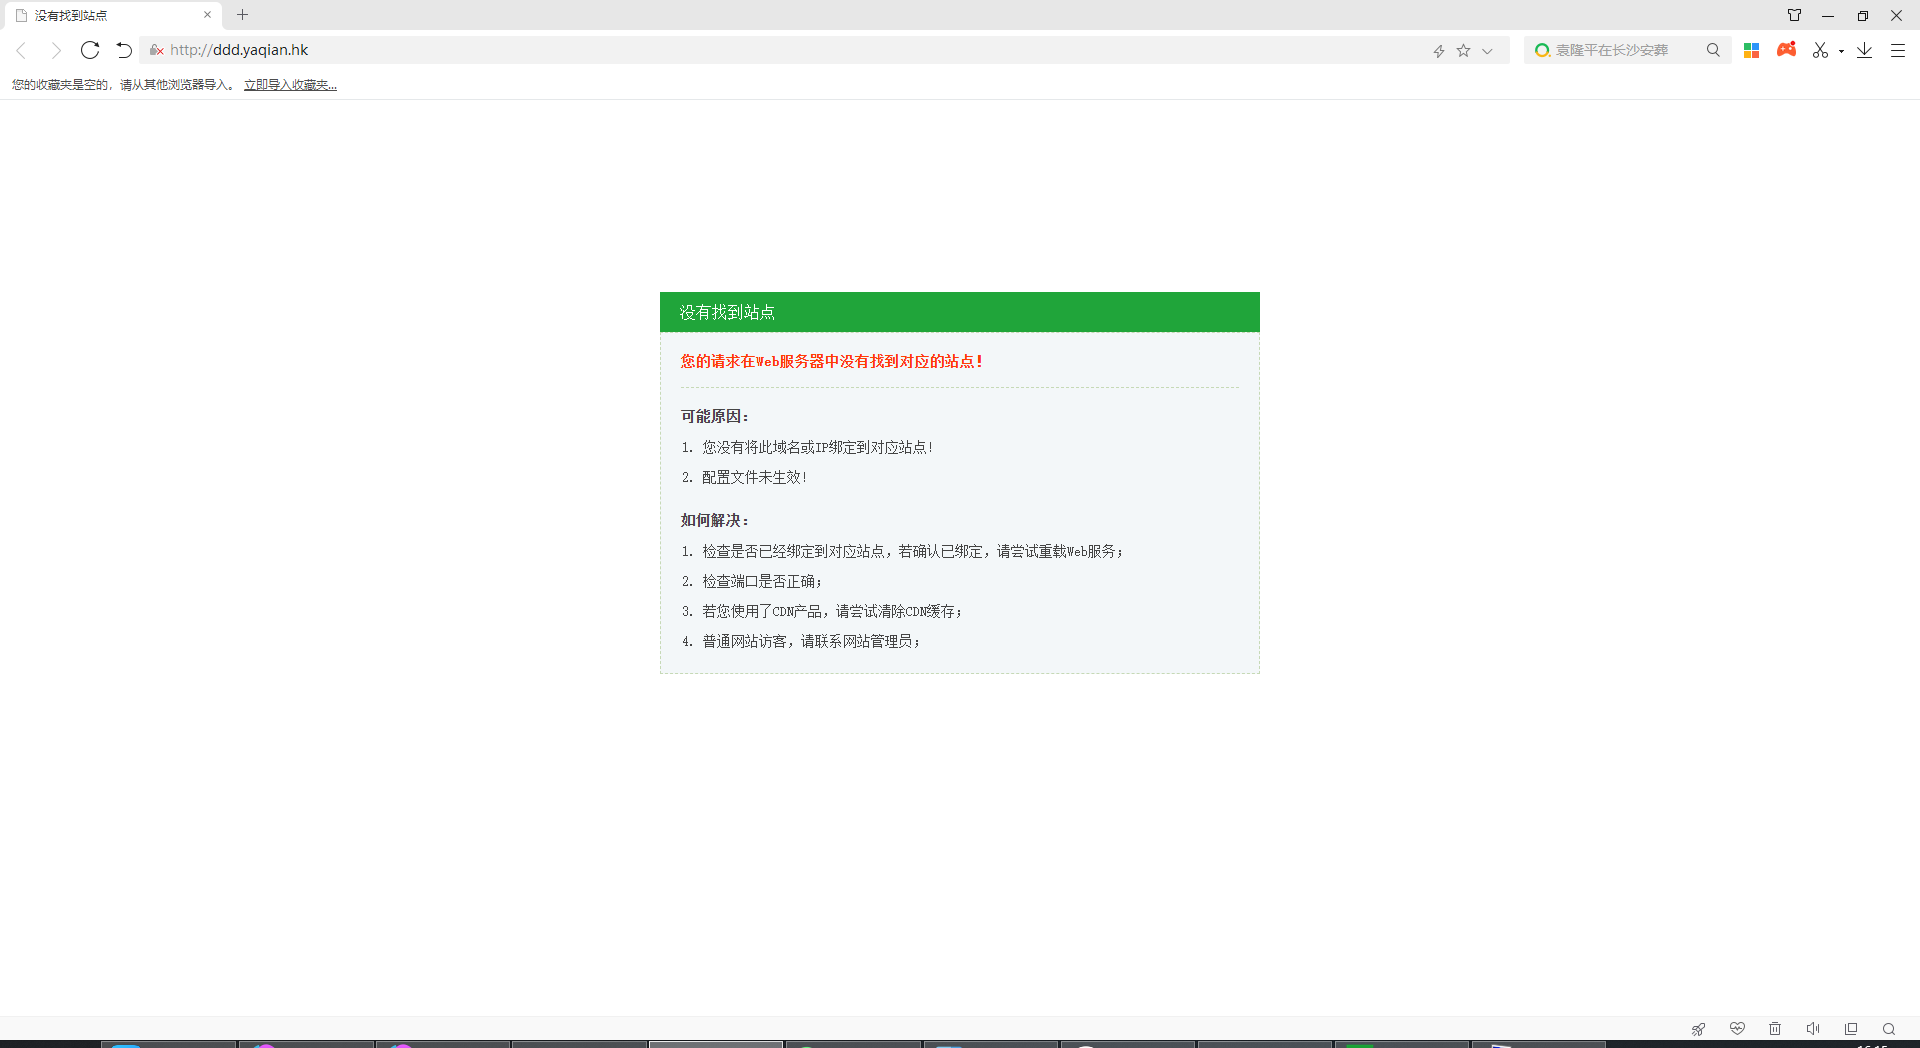 没有找到站点
http://ddd.yaqian.hk
袁隆平在长沙安葬
您的收藏夹是空的，请从其他浏览器导入。 立即导入收藏夹...
没有找到站点
您的请求在Web服务器中没有找到对应的站点！
可能原因：
1. 您没有将此域名或IP绑定到对应站点！
2. 配置文件未生效！
如何解决：
1. 检查是否已经绑定到对应站点，若确认已绑定，请尝试重载Web服务；
2. 检查端口是否正确；
3. 若您使用了CDN产品，请尝试清除CDN缓存；
4. 普通网站访客，请联系网站管理员；